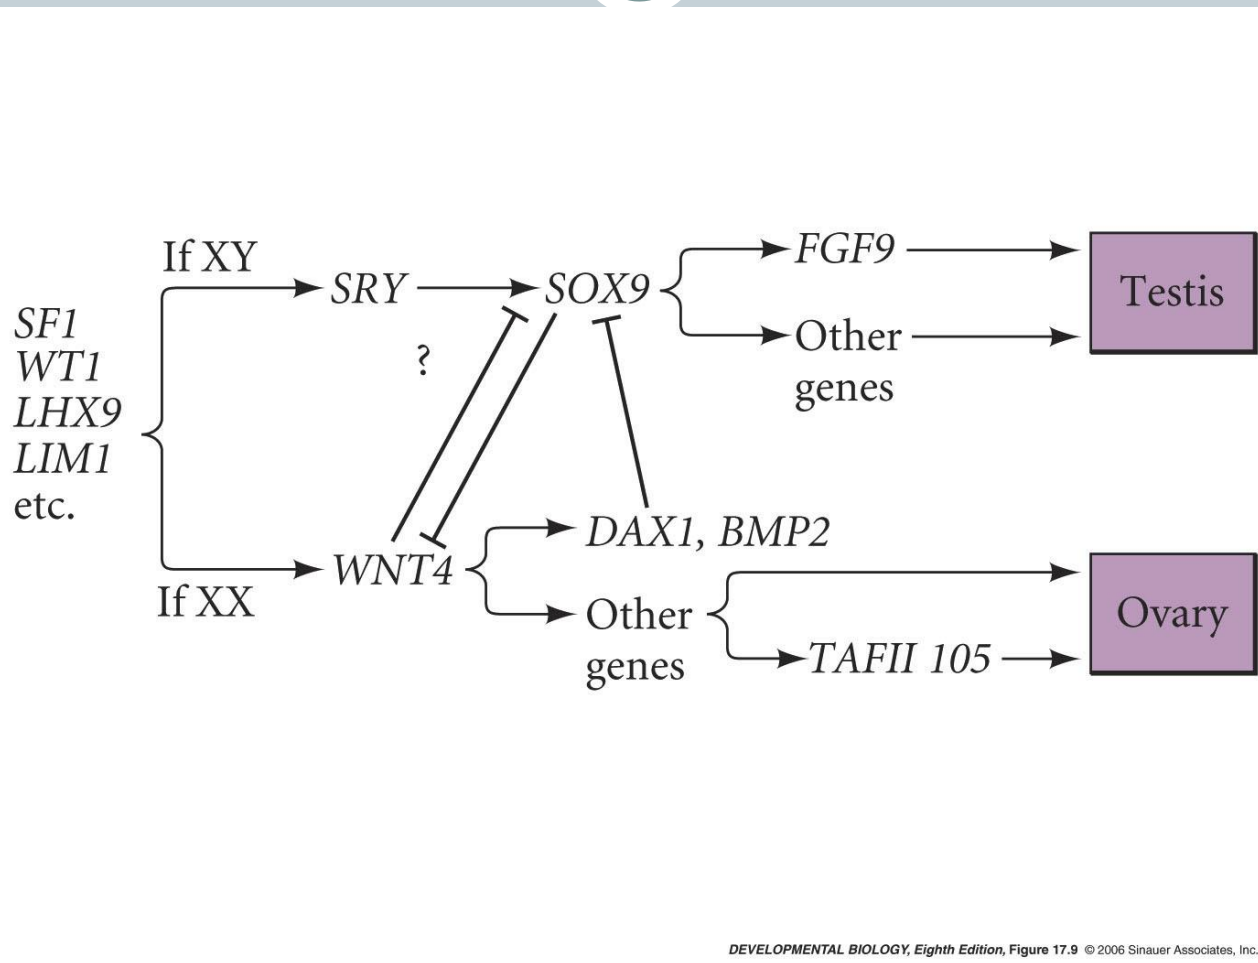 If XY
SF1
WT1
LHX9
LIM1
etc.
If XX
SRY
SOX9
?
WNT4
FGF9
Other
genes
DAX1, BMP2
Other
genes
TAFII 105
Testis
Ovary
DEVELOPMENTAL BIOLOGY, Eighth Edition, Figure 17.9 © 2006 Sinauer Associates, Inc.